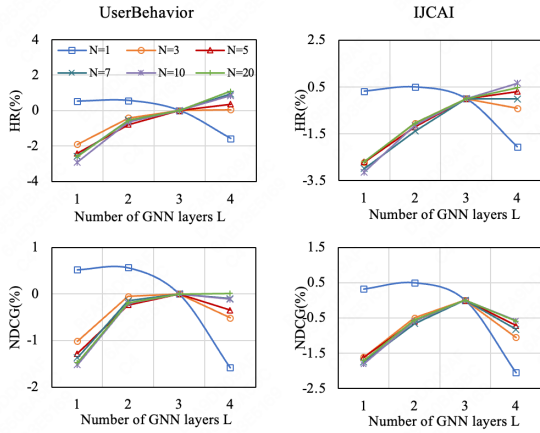 UserBehavior
IJCAI
4
2
0
-2
-4
HR(%)
N=1
N=3
N=5
N=7
N=10
N=20
1
2
3
4
Number of GNN layers L
2.5
0.5
-1.5
-3.5
HR(%)
1
2
3
4
Number of GNN layers L
1
0
-1
-2
NDCG(%)
1
2
3
4
Number of GNN layers L
1.5
0.5
-0.5
-1.5
-2.5
NDCG(%)
1
2
3
4
Number of GNN layers L